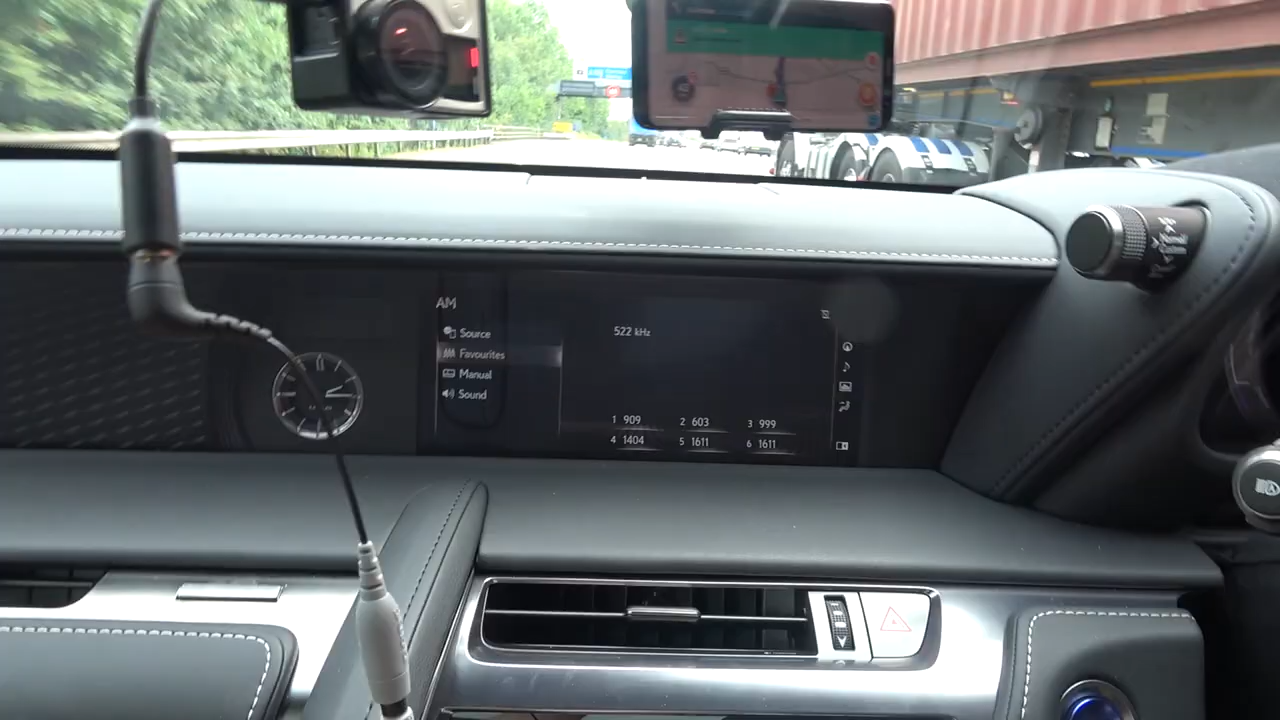 AM
Source
522 kHz
Favourites
Manual
Sound
1 909 2 603 3 999
4 1404 5 1611 6 1611